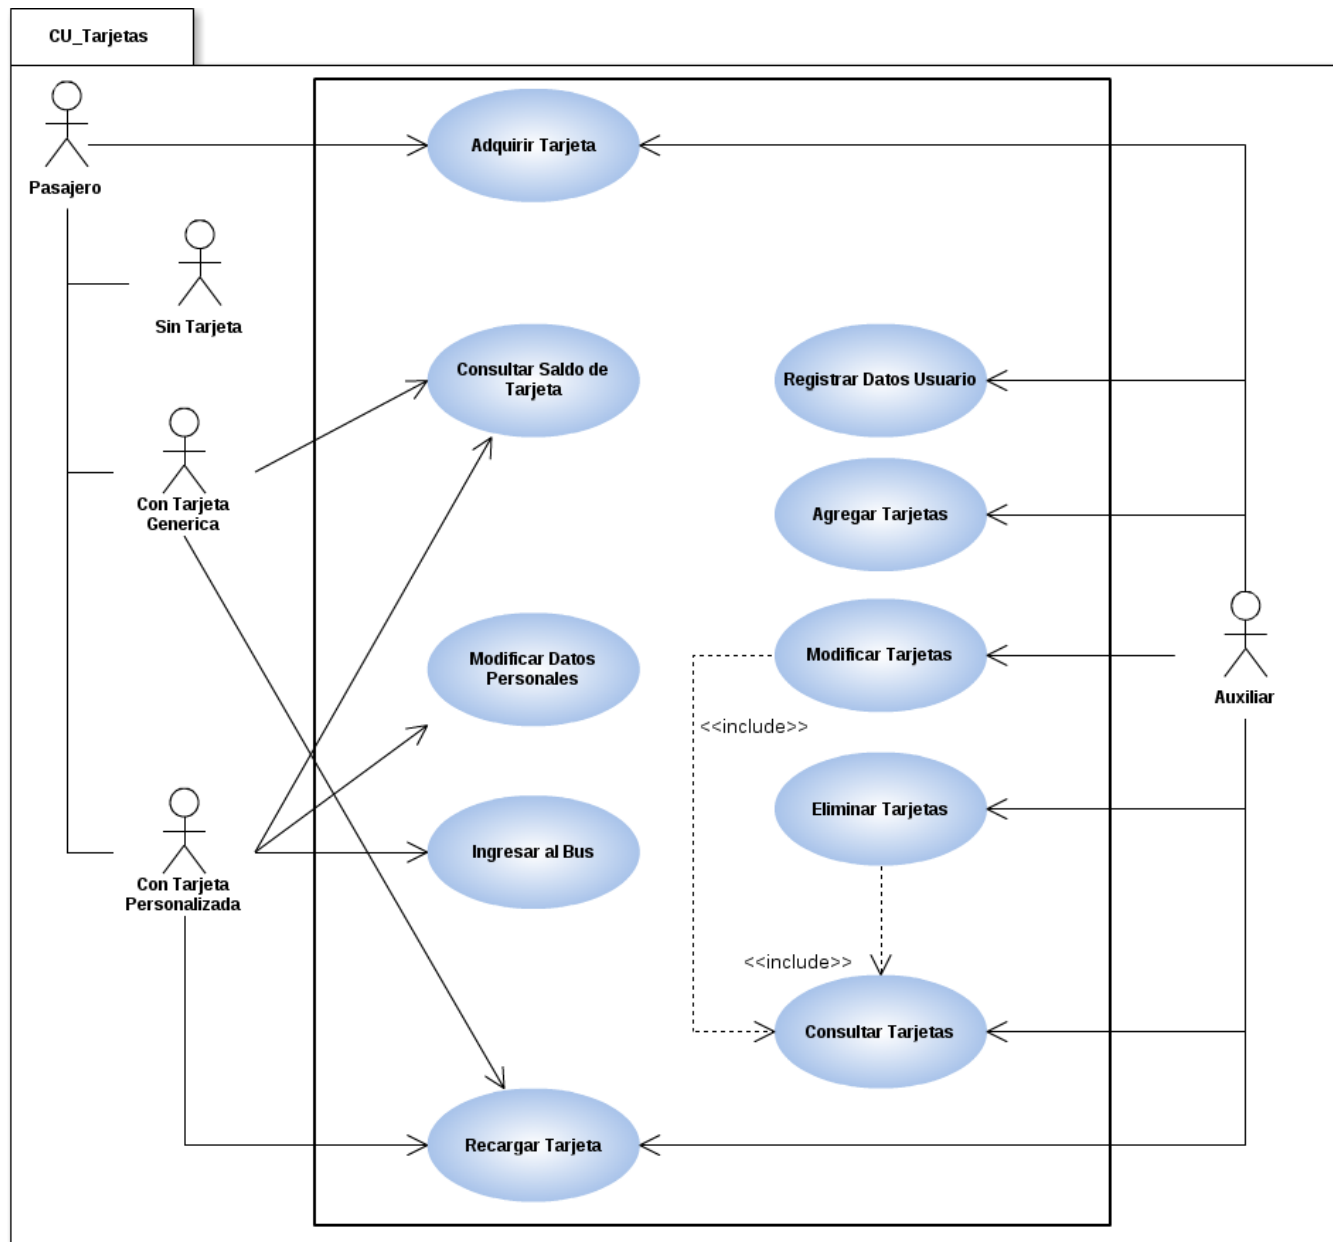 CU_Tarjetas
Pasajero
Adquirir Tarjeta
Sin Tarjeta
Consultar Saldo de
Tarjeta
Registrar Datos Usuario
Con Tarjeta
Generica
Agregar Tarjetas
Modificar Datos
Personales
Modificar Tarjetas
Auxiliar
<<include>>
Eliminar Tarjetas
Ingresar al Bus
Con Tarjeta
Personalizada
<<include>>
Consultar Tarjetas
Recargar Tarjeta